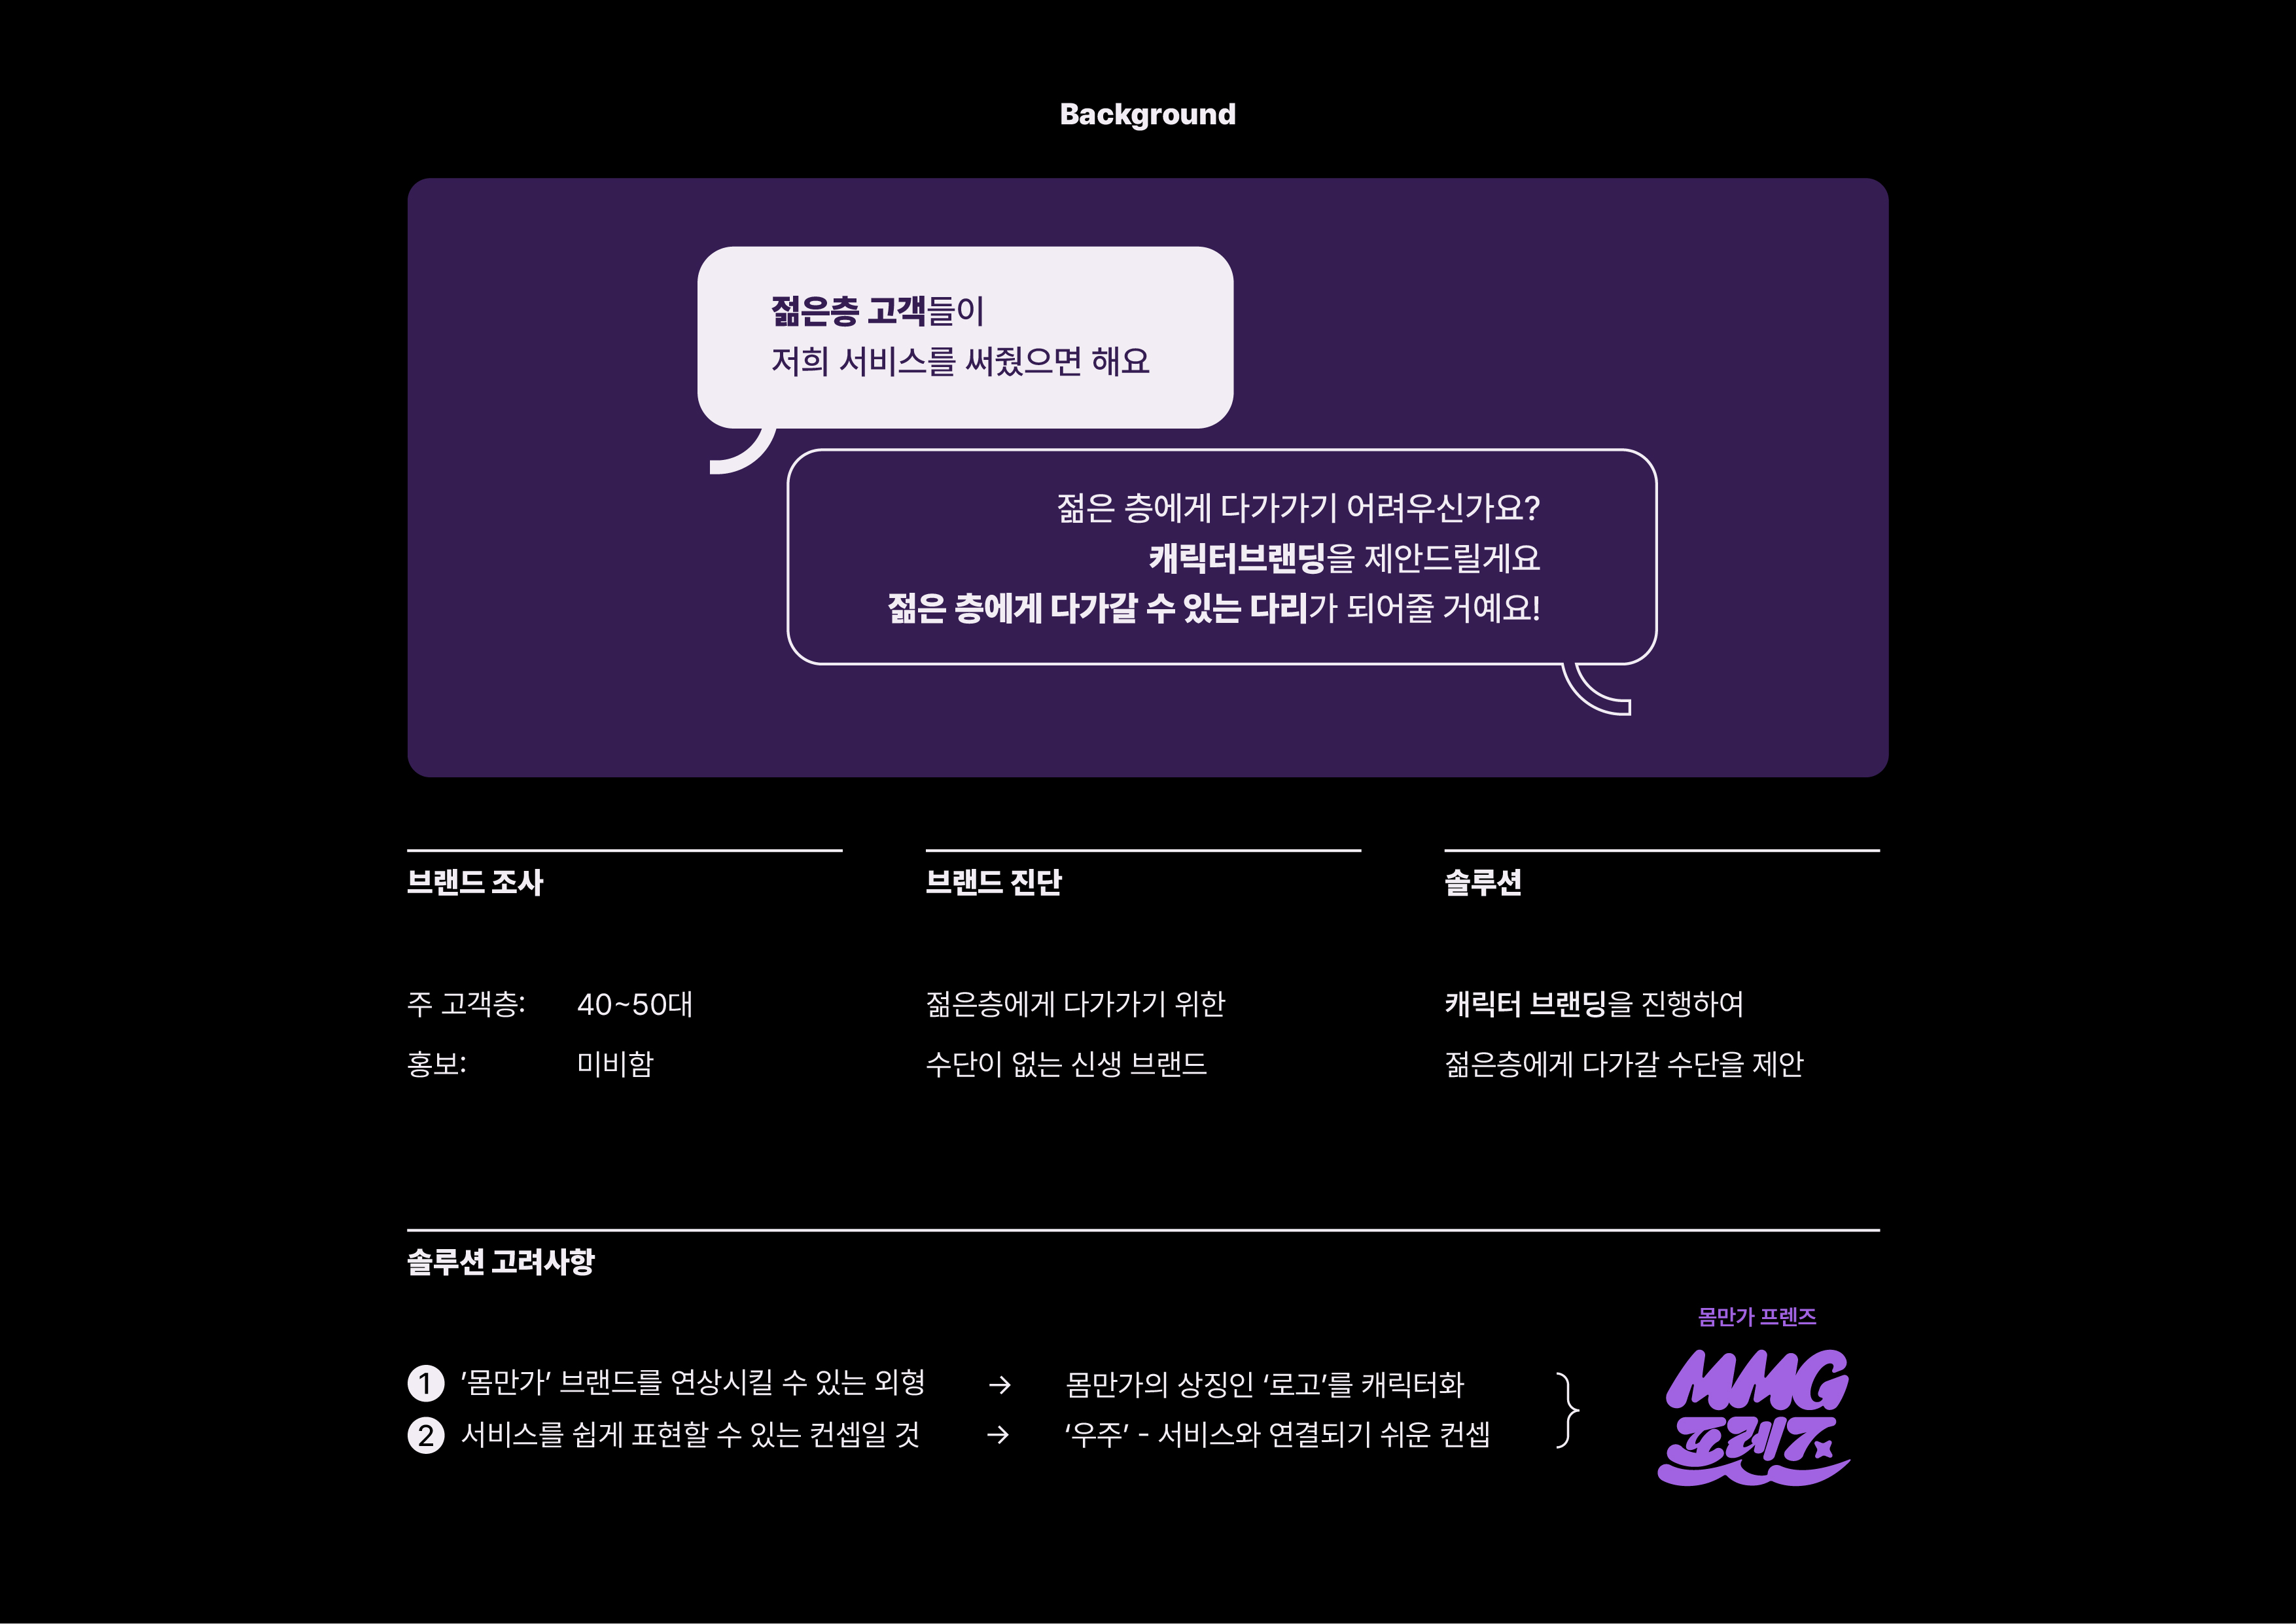 Background
젊은층 고객들이
저희 서비스를 써줬으면 해요
젊은 층에게 다가가기 어려우신가요?
캐릭터브랜딩을 제안드릴게요
젊은 층에게 다가갈 수 있는 다리가 되어줄 거예요!
브랜드 조사
주 고객층: 40~50대
홍보: 미비함
브랜드 진단
젊은층에게 다가가기 위한
수단이 없는 신생 브랜드
솔루션
캐릭터 브랜딩을 진행하여
젊은층에게 다가갈 수단을 제안
솔루션 고려사항
1 ‘몸만가’ 브랜드를 연상시킬 수 있는 외형 → 몸만가의 상징인 ‘로고’를 캐릭터화
2 서비스를 쉽게 표현할 수 있는 컨셉일 것 → ‘우주’ - 서비스와 연결되기 쉬운 컨셉
몸만가 프렌즈
MMG
프렌즈